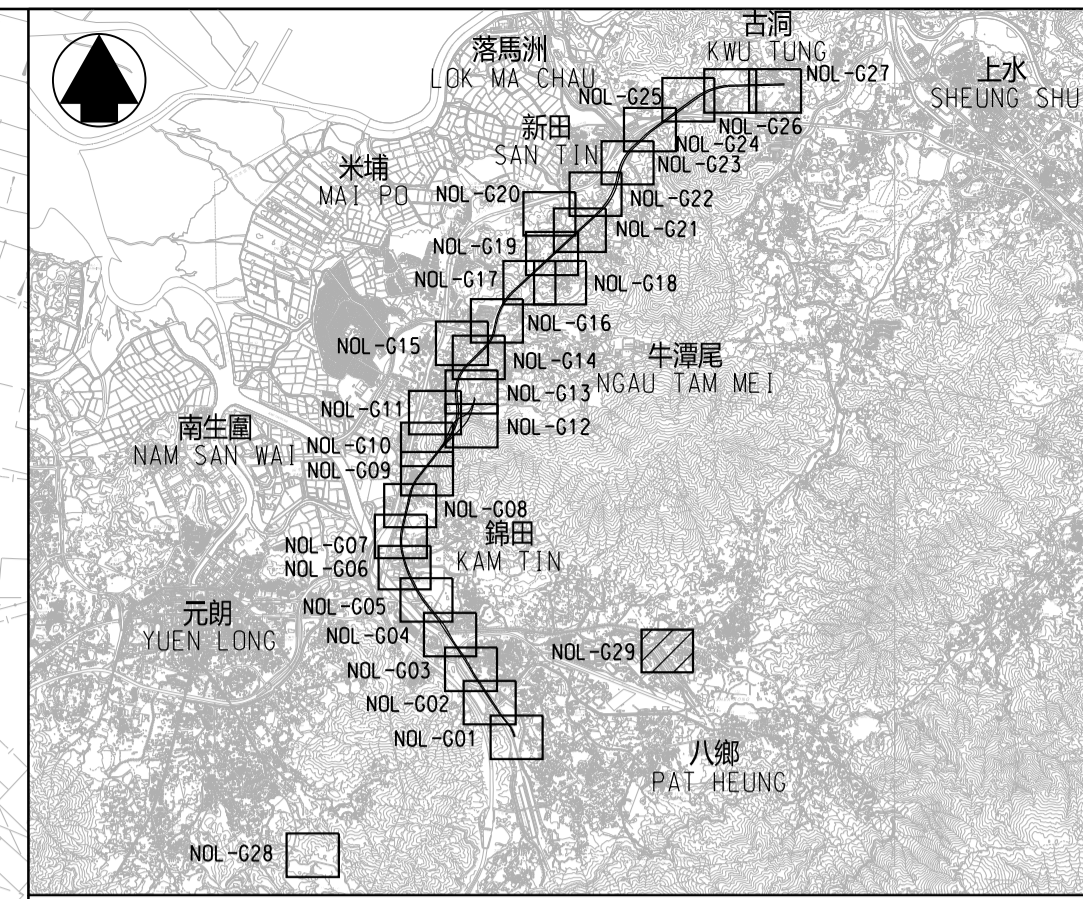 古洞
KWU TUNG
落馬洲
LOK MA CHAU
上水
SHEUNG SHU
NOL-G27
NOL-G25
NOL-G26
新田
SAN TIN
NOL-G24
NOL-G23
米埔
MAI PO
NOL-G20
NOL-G22
NOL-G21
NOL-G19
NOL-G17
NOL-G18
NOL-G16
NOL-G15
牛潭尾
NGAU TAM MEI
NOL-G14
NOL-G13
NOL-G11
NOL-G12
南生圍
NAM SAN WAI
NOL-G10
NOL-G09
NOL-G08
錦田
KAM TIN
NOL-G07
NOL-G06
元朗
YUEN LONG
NOL-G05
NOL-G04
NOL-G29
NOL-G03
NOL-G02
NOL-G01
八鄉
PAT HEUNG
NOL-G28